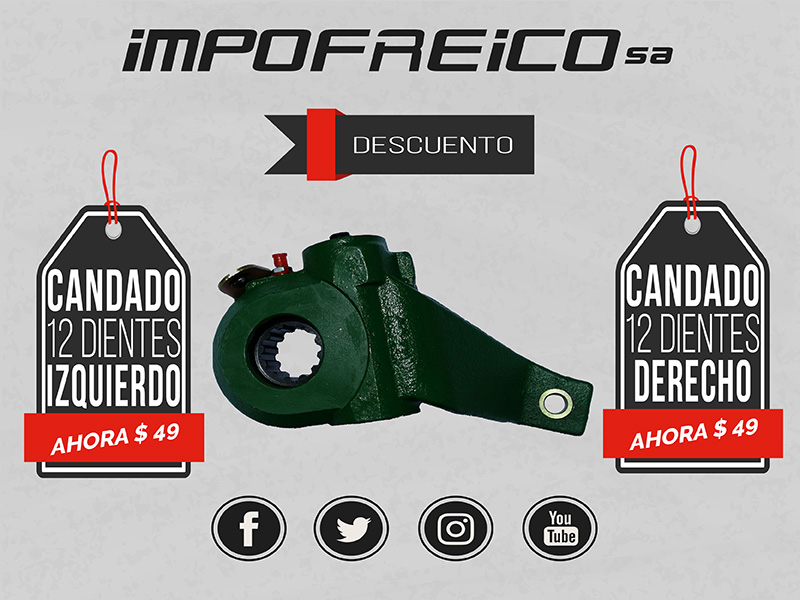 iMPOFREiCO sa
DESCUENTO
CANDADO
12 DIENTES
IZQUIERDO
AHORA $ 49
CANDADO
12 DIENTES
DERECHO
AHORA $ 49
f
You
Tube